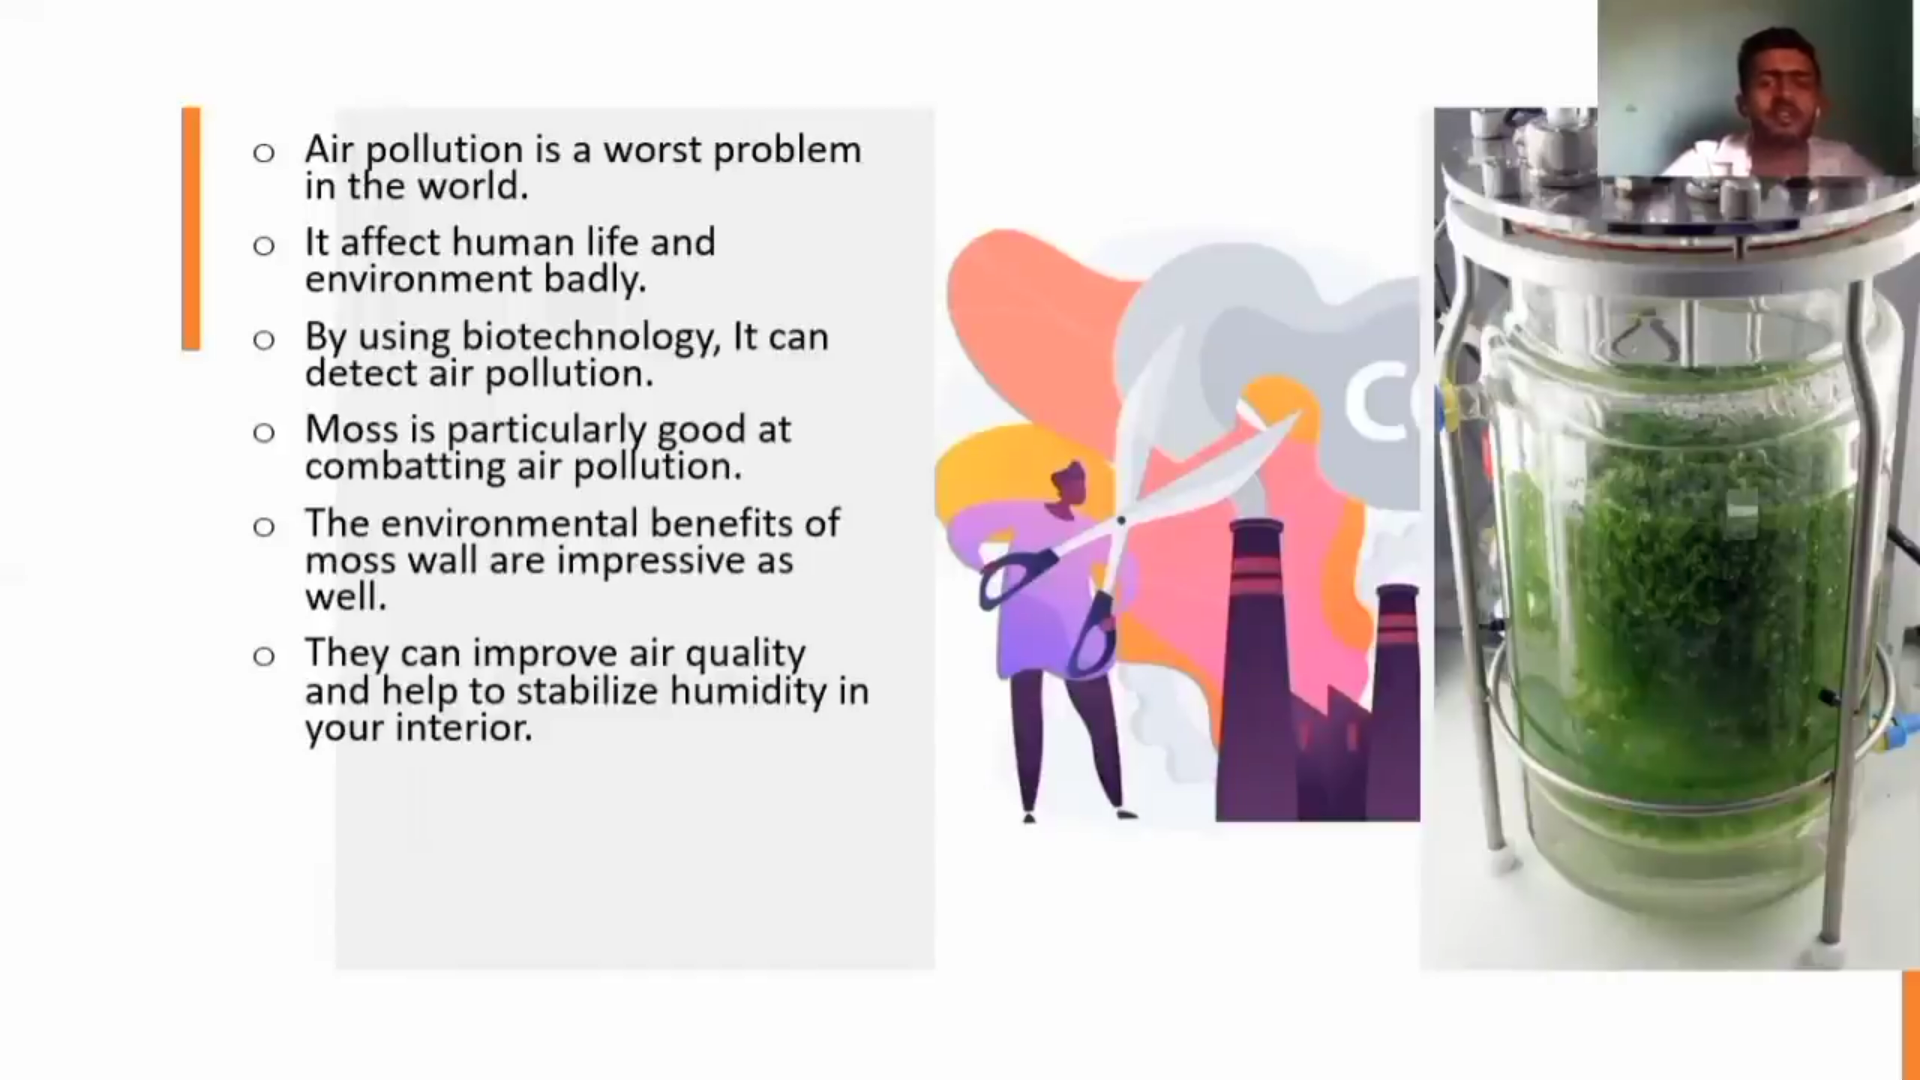 Air pollution is a worst problem
in the world.
It affect human life and
environment badly.
By using biotechnology, It can
detect air pollution.
Moss is particularly good at
combatting air pollution.
The environmental benefits of
moss wall are impressive as
well.
They can improve air quality
and help to stabilize humidity in
your interior.